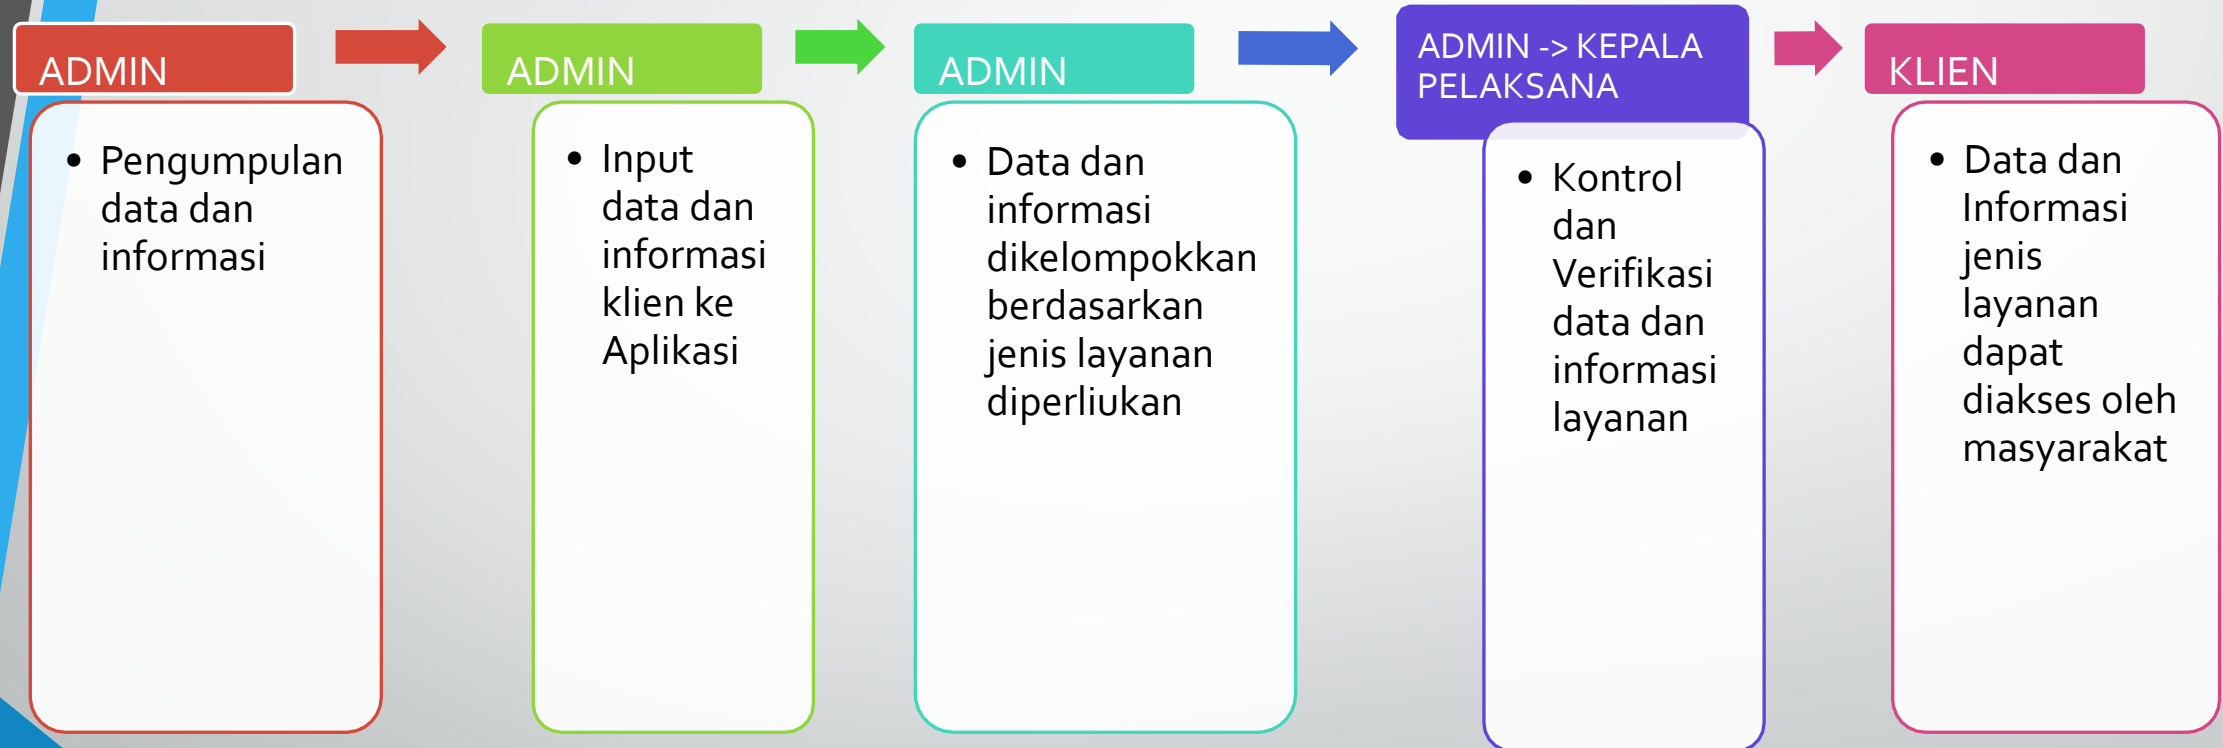 ADMIN
• Pengumpulan
data dan
informasi
ADMIN
• Input
data dan
informasi
klien ke
Aplikasi
ADMIN
• Data dan
informasi
dikelompokkan
berdasarkan
jenis layanan
diperliukan
ADMIN -> KEPALA
PELAKSANA
• Kontrol
dan
Verifikasi
data dan
informasi
layanan
KLIEN
• Data dan
Informasi
jenis
layanan
dapat
diakses oleh
masyarakat